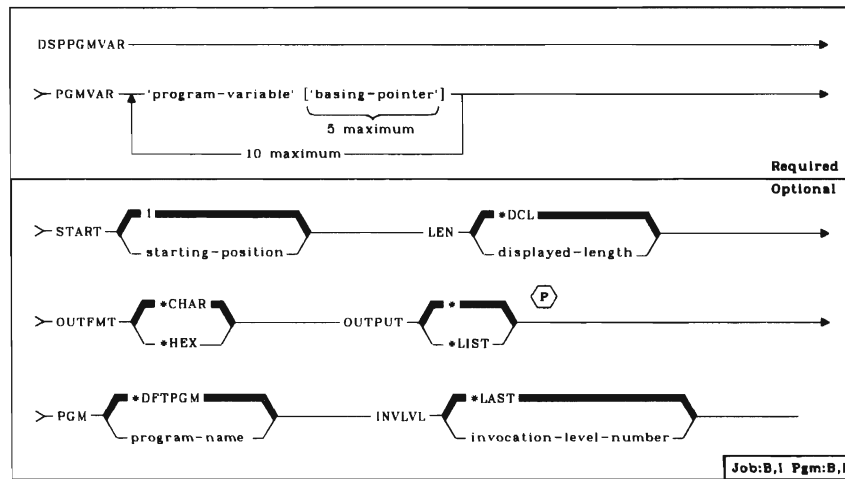 DSPPGMVAR
PGMVAR 'program-variable' ['basing-pointer']
5 maximum
10 maximum
Required
Optional
1
*DCL
START LEN
starting-position displayed-length
P
*CHAR *
OUTFMT OUTPUT
*HEX *LIST
*DFTPGM *LAST
PGM INVLVL
program-name invocation-level-number
Job:B,I Pgm:B,I